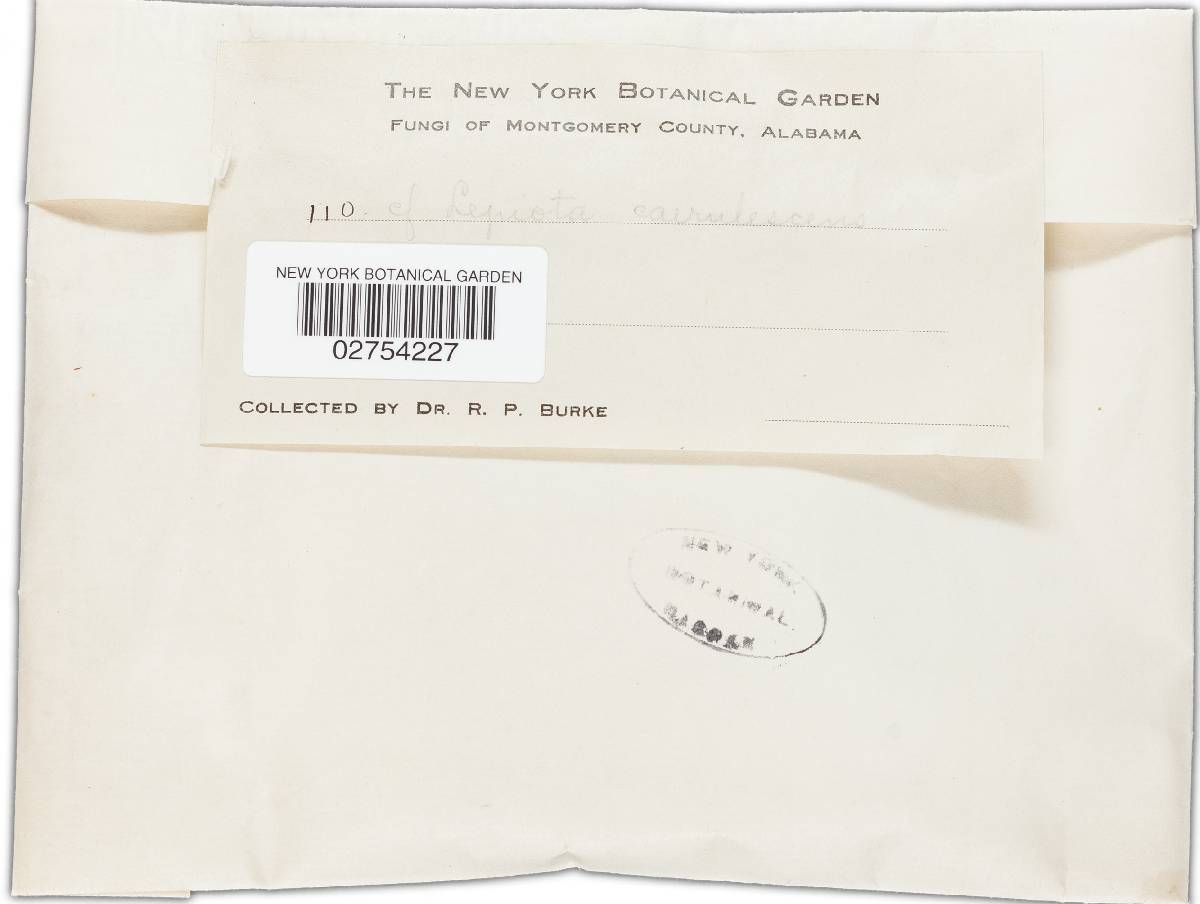 THE NEW YORK BOTANICAL GARDEN
FUNGI OF MONTGOMERY COUNTY, ALABAMA
110. cf Lepiota caerulescens
NEW YORK BOTANICAL GARDEN
02754227
COLLECTED BY DR. R. P. BURKE
NEW YORK
BOTANICAL
GARDEN